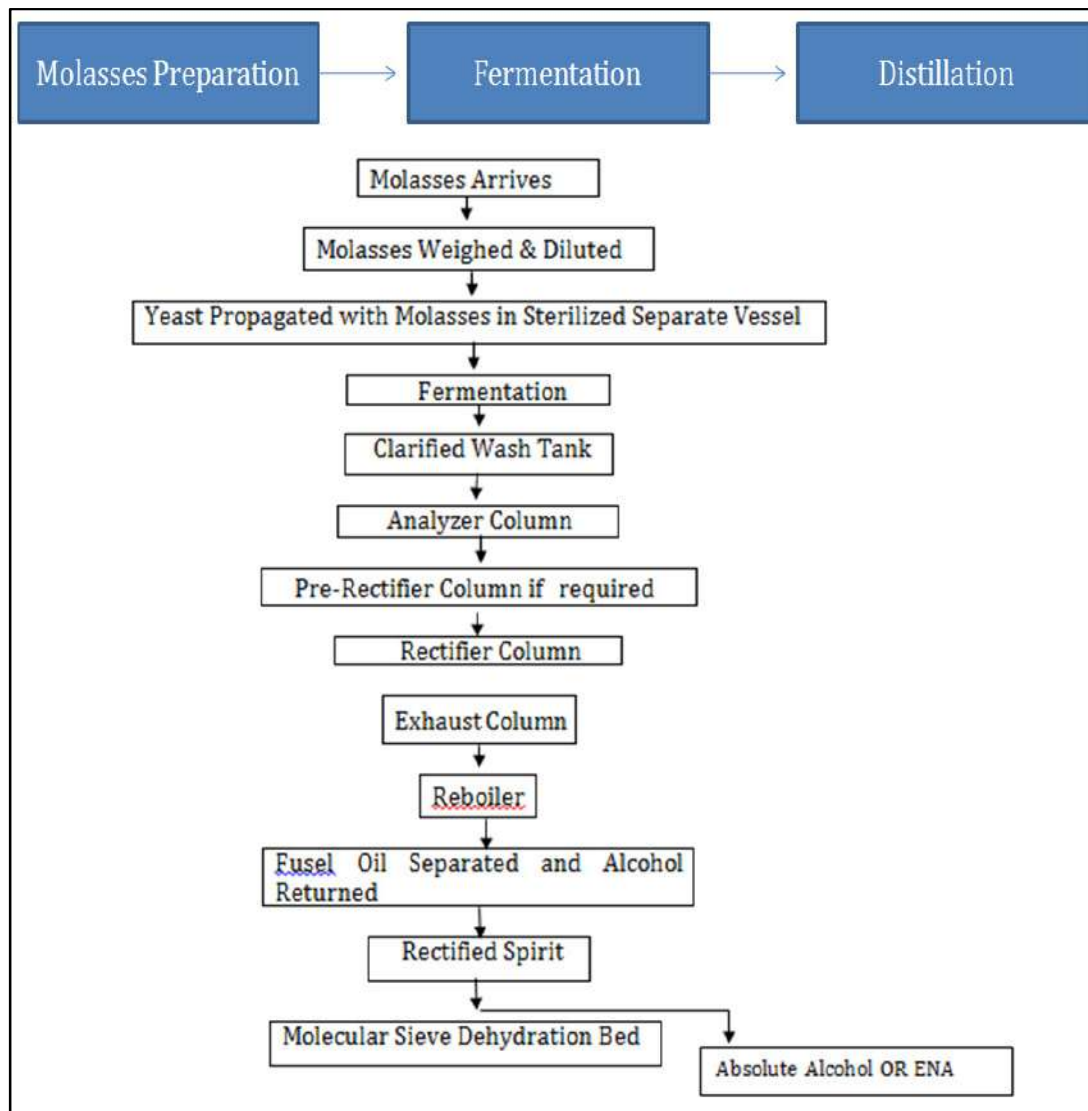 Molasses Preparation
Fermentation
Distillation
Molasses Arrives
Molasses Weighed & Diluted
Yeast Propagated with Molasses in Sterilized Separate Vessel
Fermentation
Clarified Wash Tank
Analyzer Column
Pre-Rectifier Column if required
Rectifier Column
Exhaust Column
Reboiler
Fusel Oil Separated and Alcohol
Returned
Rectified Spirit
Molecular Sieve Dehydration Bed
Absolute Alcohol OR ENA